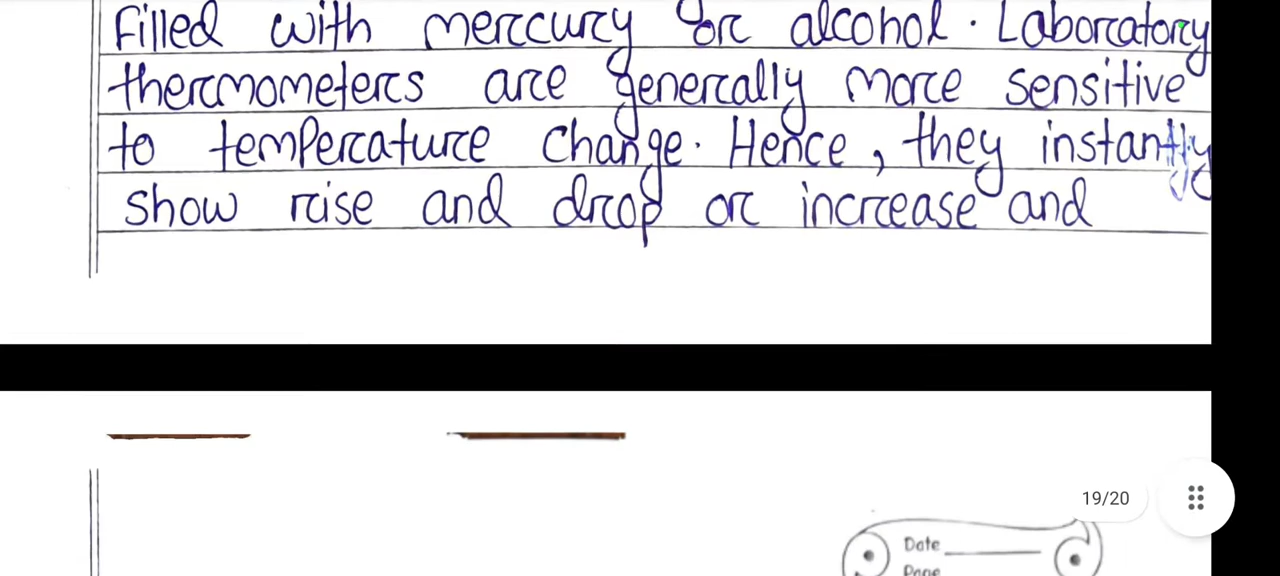 Filled with mercury or alcohol. Laboratory
thermometers are generally more sensitive
to temperature change. Hence, they instantly
show rise and drop or increase and
19/20
Date
Page